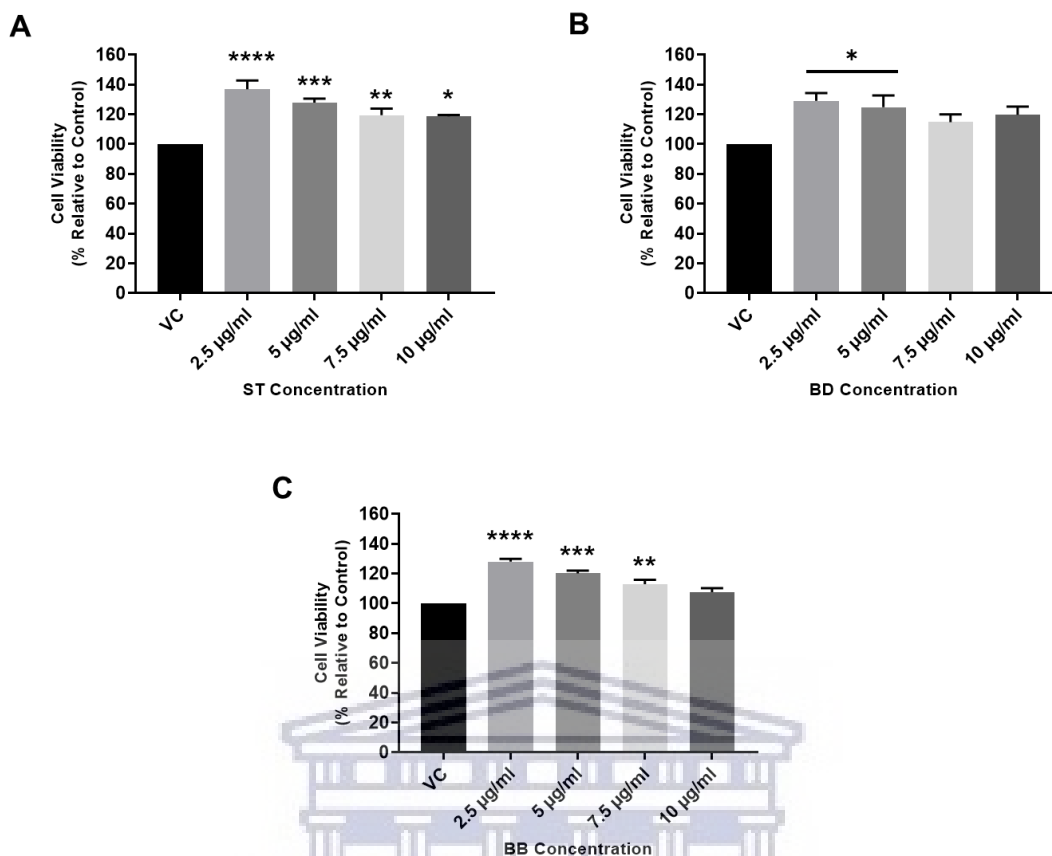 A
Cell Viability
(% Relative to Control)
160
140
120
100
80
60
40
20
0
****
***
**
*
VC
2.5 µg/ml
5 µg/ml
7.5 µg/ml
10 µg/ml
ST Concentration
B
Cell Viability
(% Relative to Control)
160
140
120
100
80
60
40
20
0
*
VC
2.5 µg/ml
5 µg/ml
7.5 µg/ml
10 µg/ml
BD Concentration
C
Cell Viability
(% Relative to Control)
160
140
120
100
80
60
40
20
0
****
***
**
VC
2.5 µg/ml
5 µg/ml
7.5 µg/ml
10 µg/ml
BB Concentration